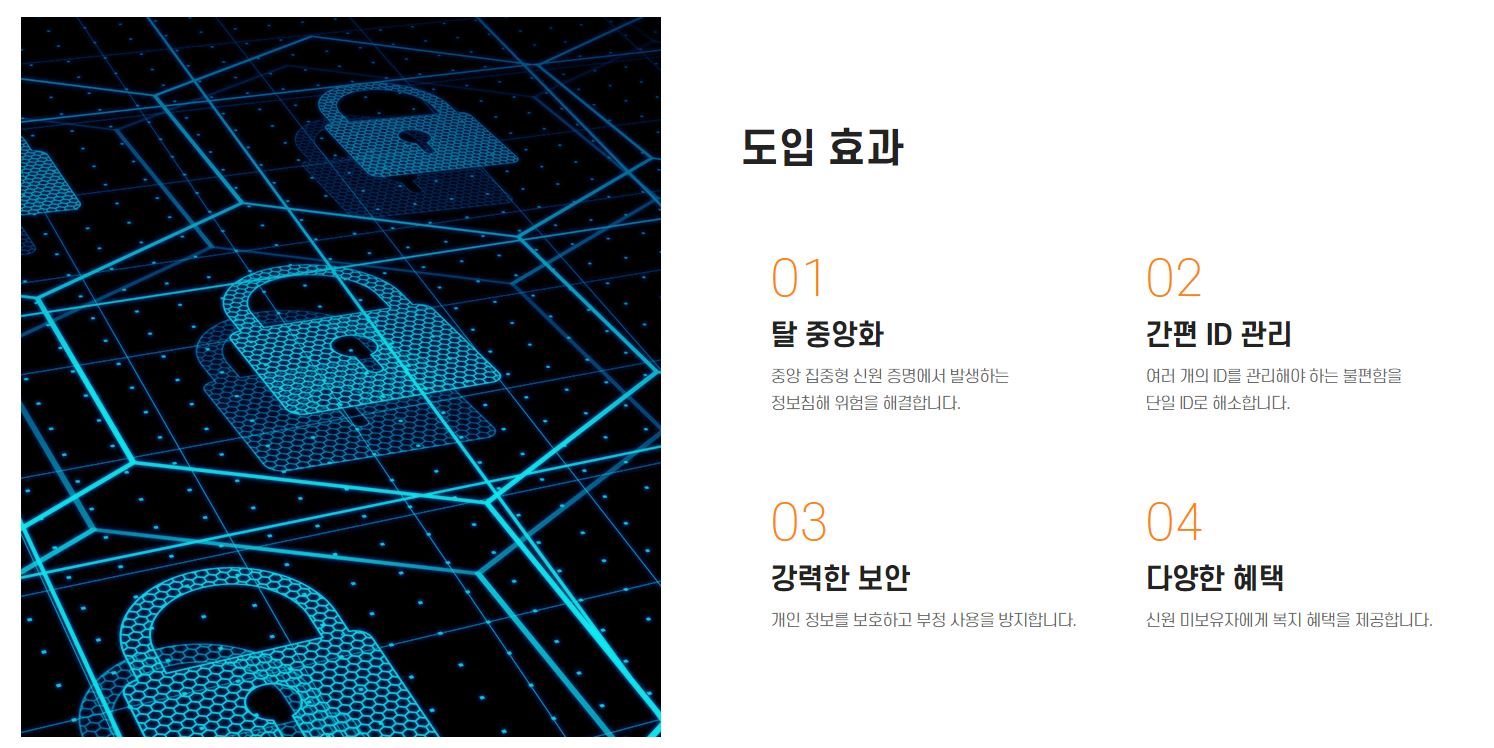 도입 효과
01
탈 중앙화
중앙 집중형 신원 증명에서 발생하는
정보침해 위험을 해결합니다.
02
간편 ID 관리
여러 개의 ID를 관리해야 하는 불편함을
단일 ID로 해소합니다.
03
강력한 보안
개인 정보를 보호하고 부정 사용을 방지합니다.
04
다양한 혜택
신원 미보유자에게 복지 혜택을 제공합니다.